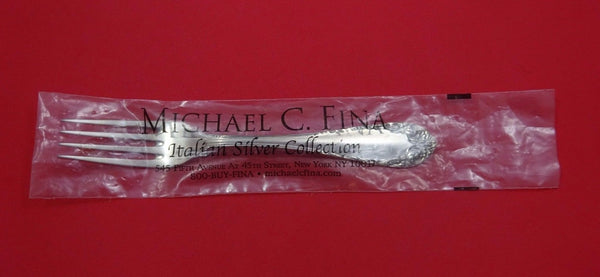 MICHAEL C. FINA
Italian Silver Collection
545 FIFTH AVENUE AT 45TH STREET, NEW YORK NY 10017
800-BUY-FINA • michaelcfina.com